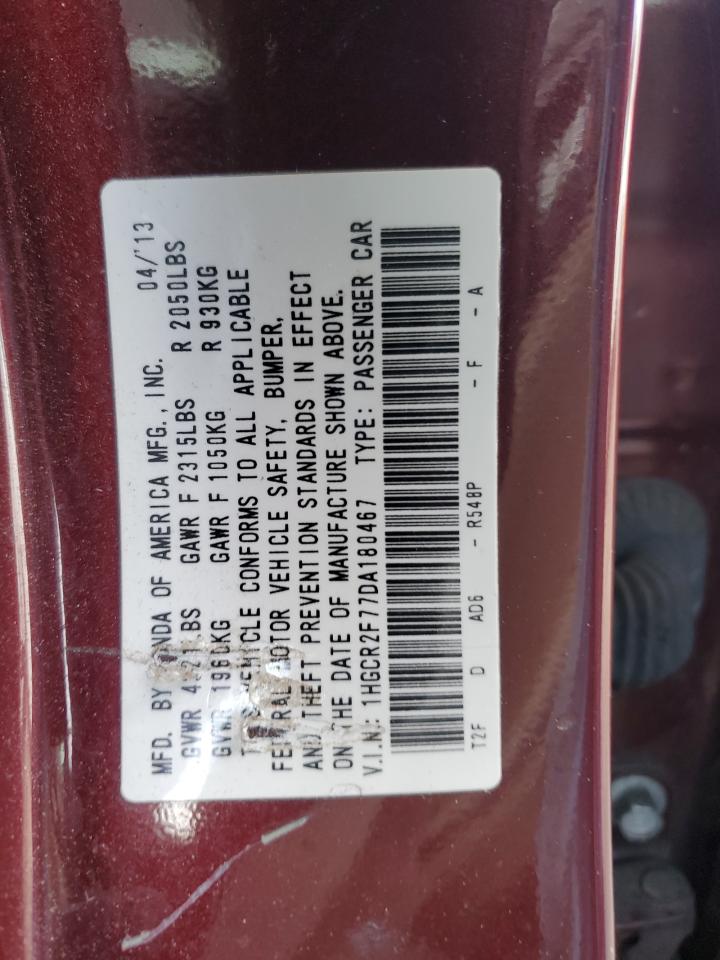 MFD. BY HONDA OF AMERICA MFG., INC. 04/'13
GVWR 4321LBS GAWR F 2315LBS R 2050LBS
GVWR 1960KG GAWR F 1050KG R 930KG
THIS VEHICLE CONFORMS TO ALL APPLICABLE
FEDERAL MOTOR VEHICLE SAFETY, BUMPER,
AND THEFT PREVENTION STANDARDS IN EFFECT
ON THE DATE OF MANUFACTURE SHOWN ABOVE.
V.I.N.: 1HGCR2F77DA180467 TYPE: PASSENGER CAR
T2F D AD6 - R548P - F - A